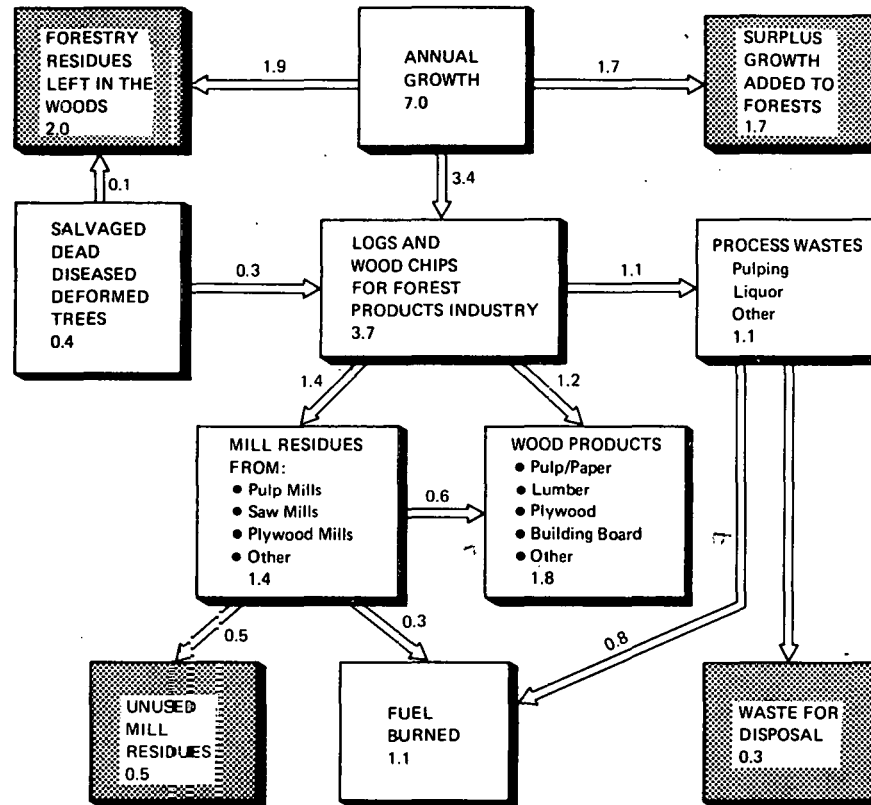 FORESTRY
RESIDUES
LEFT IN THE
WOODS
2.0
1.9
ANNUAL
GROWTH
7.0
1.7
SURPLUS
GROWTH
ADDED TO
FORESTS
1.7
0.1
3.4
SALVAGED
DEAD
DISEASED
DEFORMED
TREES
0.4
0.3
LOGS AND
WOOD CHIPS
FOR FOREST
PRODUCTS INDUSTRY
3.7
1.1
PROCESS WASTES
Pulping
Liquor
Other
1.1
1.4
1.2
MILL RESIDUES
FROM:
• Pulp Mills
• Saw Mills
• Plywood Mills
• Other
1.4
0.6
WOOD PRODUCTS
• Pulp/Paper
• Lumber
• Plywood
• Building Board
• Other
1.8
0.5
0.3
0.8
UNUSED
MILL
RESIDUES
0.5
FUEL
BURNED
1.1
WASTE FOR
DISPOSAL
0.3